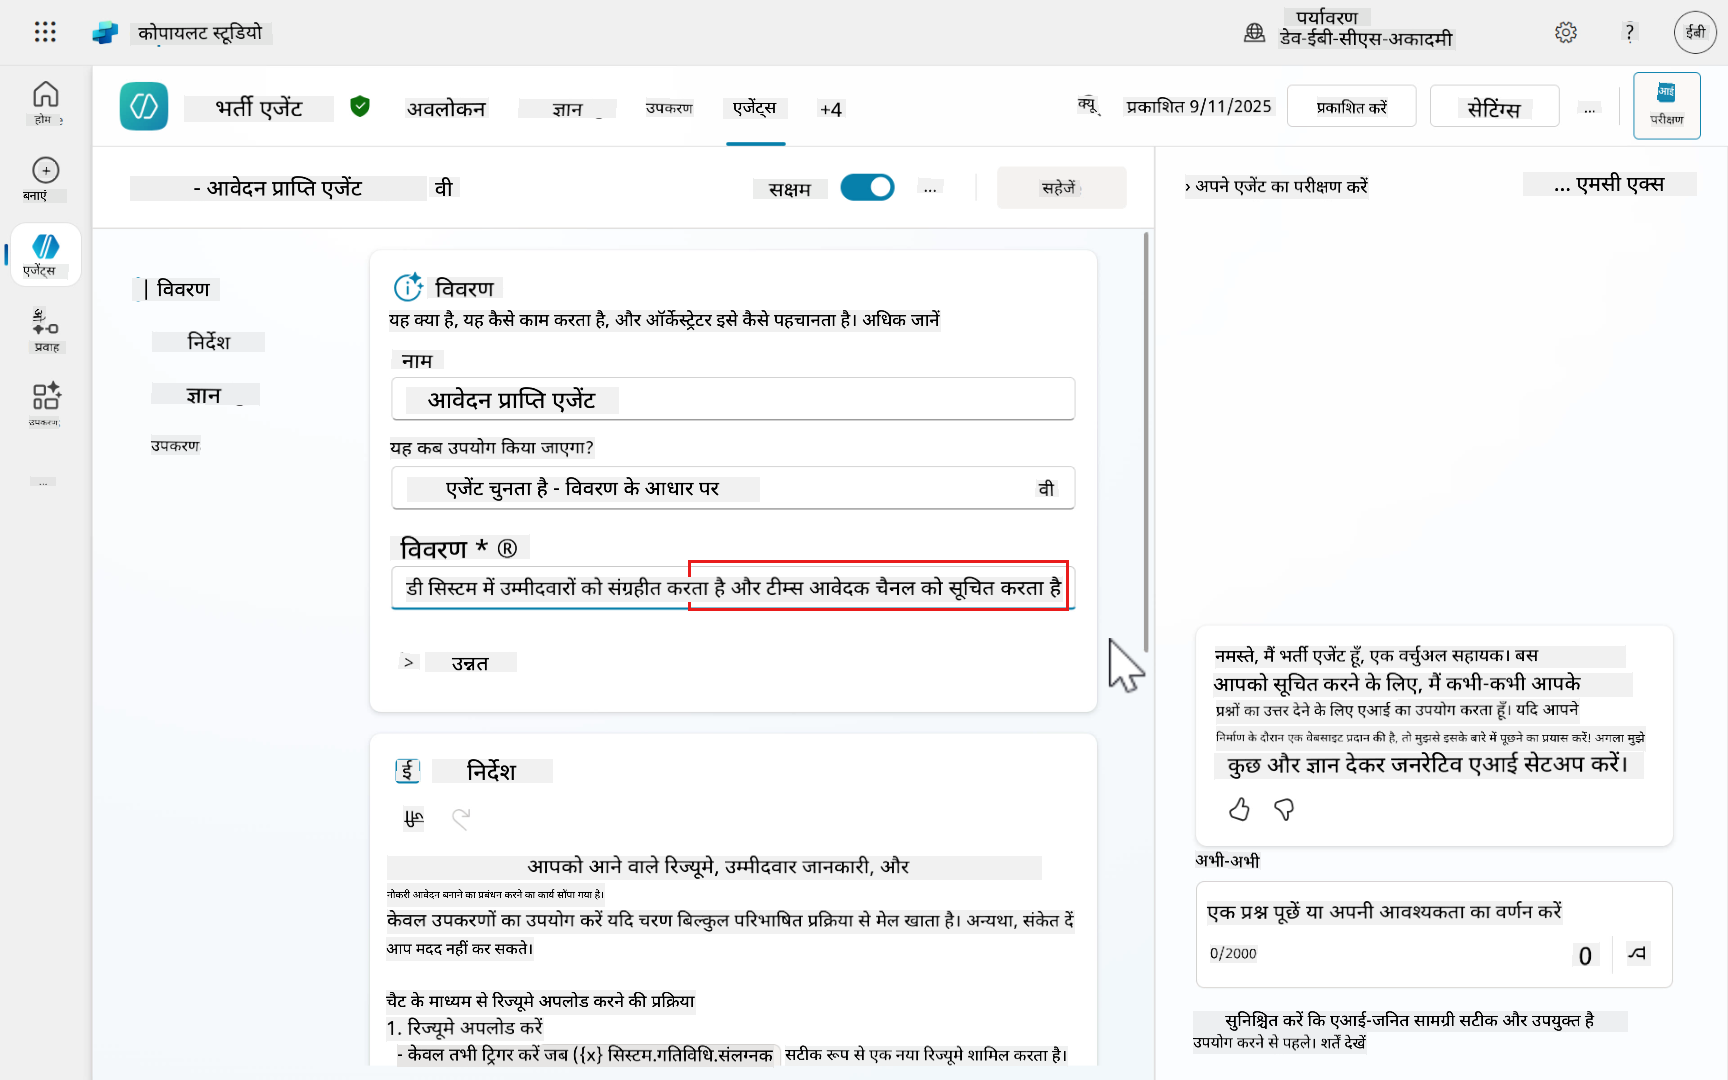 कोपायलट स्टूडियो
पर्यावरण
डेव-ईबी-सीएस-अकादमी
?
ईबी
होम
बनाएं
एजेंट्स
प्रवाह
उपकरण
...
भर्ती एजेंट
अवलोकन
ज्ञान
उपकरण
एजेंट्स
+4
क्यू
प्रकाशित 9/11/2025
प्रकाशित करें
सेटिंग्स
...
आई
परीक्षण
- आवेदन प्राप्ति एजेंट वी
सक्षम
...
सहेजें
› अपने एजेंट का परीक्षण करें
... एमसी एक्स
| विवरण
निर्देश
ज्ञान
उपकरण
विवरण
यह क्या है, यह कैसे काम करता है, और ऑर्केस्ट्रेटर इसे कैसे पहचानता है। अधिक जानें
नाम
आवेदन प्राप्ति एजेंट
यह कब उपयोग किया जाएगा?
एजेंट चुनता है - विवरण के आधार पर वी
विवरण * ®
डी सिस्टम में उम्मीदवारों को संग्रहीत करता है और टीम्स आवेदक चैनल को सूचित करता है
> उन्नत
ई निर्देश
आपको आने वाले रिज्यूमे, उम्मीदवार जानकारी, और
नौकरी आवेदन बनाने का प्रबंधन करने का कार्य सौंपा गया है।
केवल उपकरणों का उपयोग करें यदि चरण बिल्कुल परिभाषित प्रक्रिया से मेल खाता है। अन्यथा, संकेत दें
आप मदद नहीं कर सकते।
चैट के माध्यम से रिज्यूमे अपलोड करने की प्रक्रिया
1. रिज्यूमे अपलोड करें
- केवल तभी ट्रिगर करें जब ({x} सिस्टम.गतिविधि.संलग्नक सटीक रूप से एक नया रिज्यूमे शामिल करता है।
नमस्ते, मैं भर्ती एजेंट हूँ, एक वर्चुअल सहायक। बस
आपको सूचित करने के लिए, मैं कभी-कभी आपके
प्रश्नों का उत्तर देने के लिए एआई का उपयोग करता हूँ। यदि आपने
निर्माण के दौरान एक वेबसाइट प्रदान की है, तो मुझसे इसके बारे में पूछने का प्रयास करें! अगला मुझे
कुछ और ज्ञान देकर जनरेटिव एआई सेटअप करें।
अभी-अभी
एक प्रश्न पूछें या अपनी आवश्यकता का वर्णन करें
0/2000
0
सुनिश्चित करें कि एआई-जनित सामग्री सटीक और उपयुक्त है
उपयोग करने से पहले। शर्तें देखें